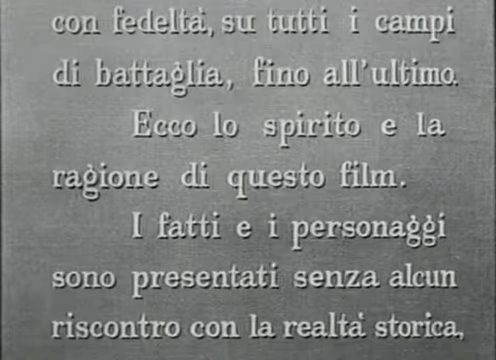 con fedeltà, su tutti i campi
di battaglia, fino all'ultimo.
Ecco lo spirito e la
ragione di questo film.
I fatti e i personaggi
sono presentati senza alcun
riscontro con la realtà storica,